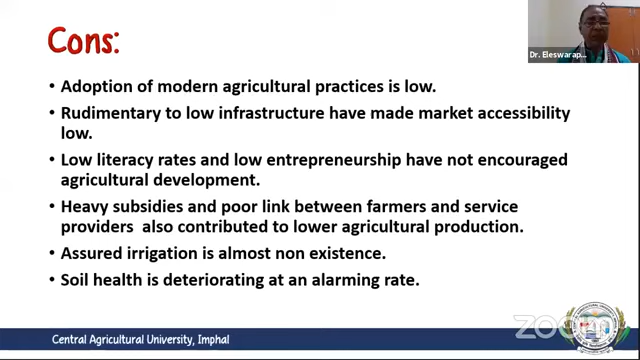 Cons:
Dr. Eleswarap...
• Adoption of modern agricultural practices is low.
• Rudimentary to low infrastructure have made market accessibility
low.
• Low literacy rates and low entrepreneurship have not encouraged
agricultural development.
• Heavy subsidies and poor link between farmers and service
providers also contributed to lower agricultural production.
• Assured irrigation is almost non existence.
• Soil health is deteriorating at an alarming rate.
zoom
Central Agricultural University, Imphal